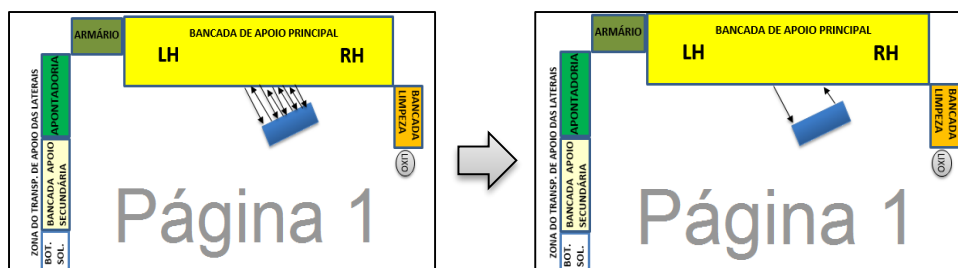 ARMÁRIO
BANCADA DE APOIO PRINCIPAL
LH RH
ZONA DO TRANSP. DE APOIO DAS LATERAIS
APONTADORIA
BANCADA APOIO
SECUNDÁRIA
BOT.
SOL.
BANCADA
LIMPEZA
LIXO
Página 1
ARMÁRIO
BANCADA DE APOIO PRINCIPAL
LH RH
ZONA DO TRANSP. DE APOIO DAS LATERAIS
APONTADORIA
BANCADA APOIO
SECUNDÁRIA
BOT.
SOL.
BANCADA
LIMPEZA
LIXO
Página 1